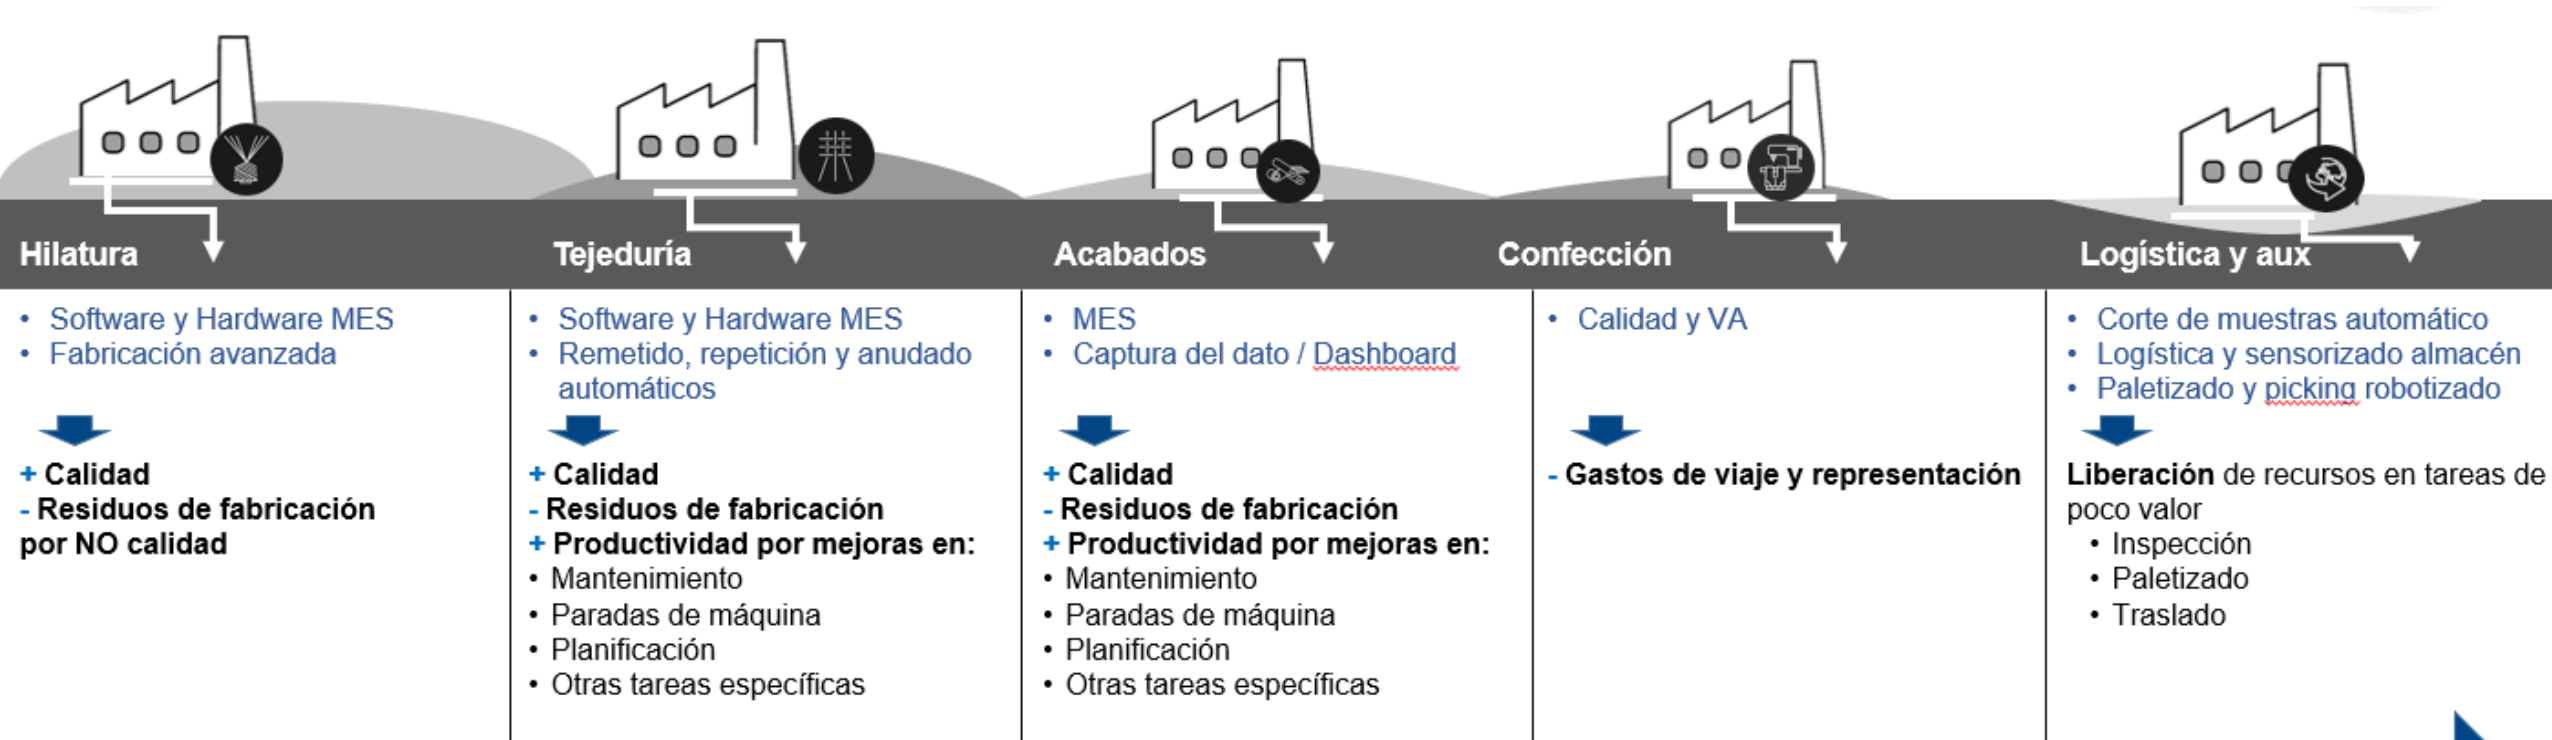 Hilatura
Tejeduría
Acabados
Confección
Logística y aux
• Software y Hardware MES
• Fabricación avanzada
+ Calidad
- Residuos de fabricación
por NO calidad
• Software y Hardware MES
• Remetido, repetición y anudado
automáticos
+ Calidad
- Residuos de fabricación
+ Productividad por mejoras en:
• Mantenimiento
• Paradas de máquina
• Planificación
• Otras tareas específicas
• MES
• Captura del dato / Dashboard
+ Calidad
- Residuos de fabricación
+ Productividad por mejoras en:
• Mantenimiento
• Paradas de máquina
• Planificación
• Otras tareas específicas
• Calidad y VA
- Gastos de viaje y representación
• Corte de muestras automático
• Logística y sensorizado almacén
• Paletizado y picking robotizado
Liberación de recursos en tareas de
poco valor
• Inspección
• Paletizado
• Traslado